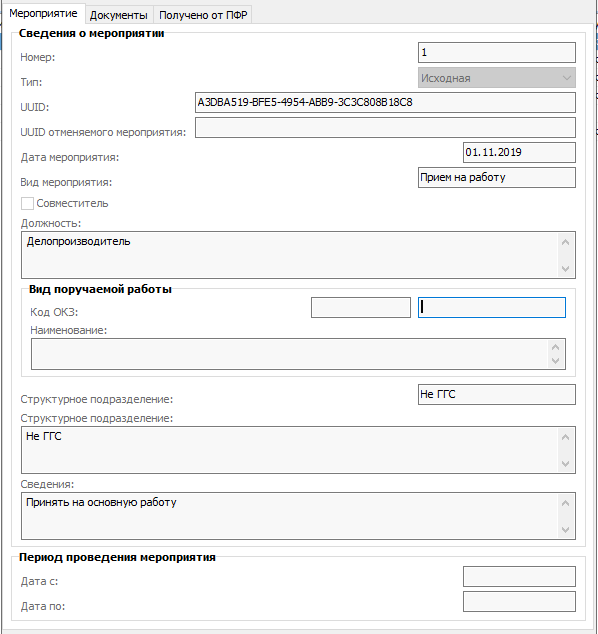 Мероприятие Документы Получено от ПФР
Сведения о мероприятии
Номер: 1
Тип: Исходная
UUID: A3DBA519-BFE5-4954-ABB9-3C3C808B18C8
UUID отменяемого мероприятия:
Дата мероприятия: 01.11.2019
Вид мероприятия: Прием на работу
Совместитель
Должность:
Делопроизводитель
Вид поручаемой работы
Код ОКЗ:
Наименование:
Структурное подразделение: Не ГГС
Структурное подразделение:
Не ГГС
Сведения:
Принять на основную работу
Период проведения мероприятия
Дата с:
Дата по: